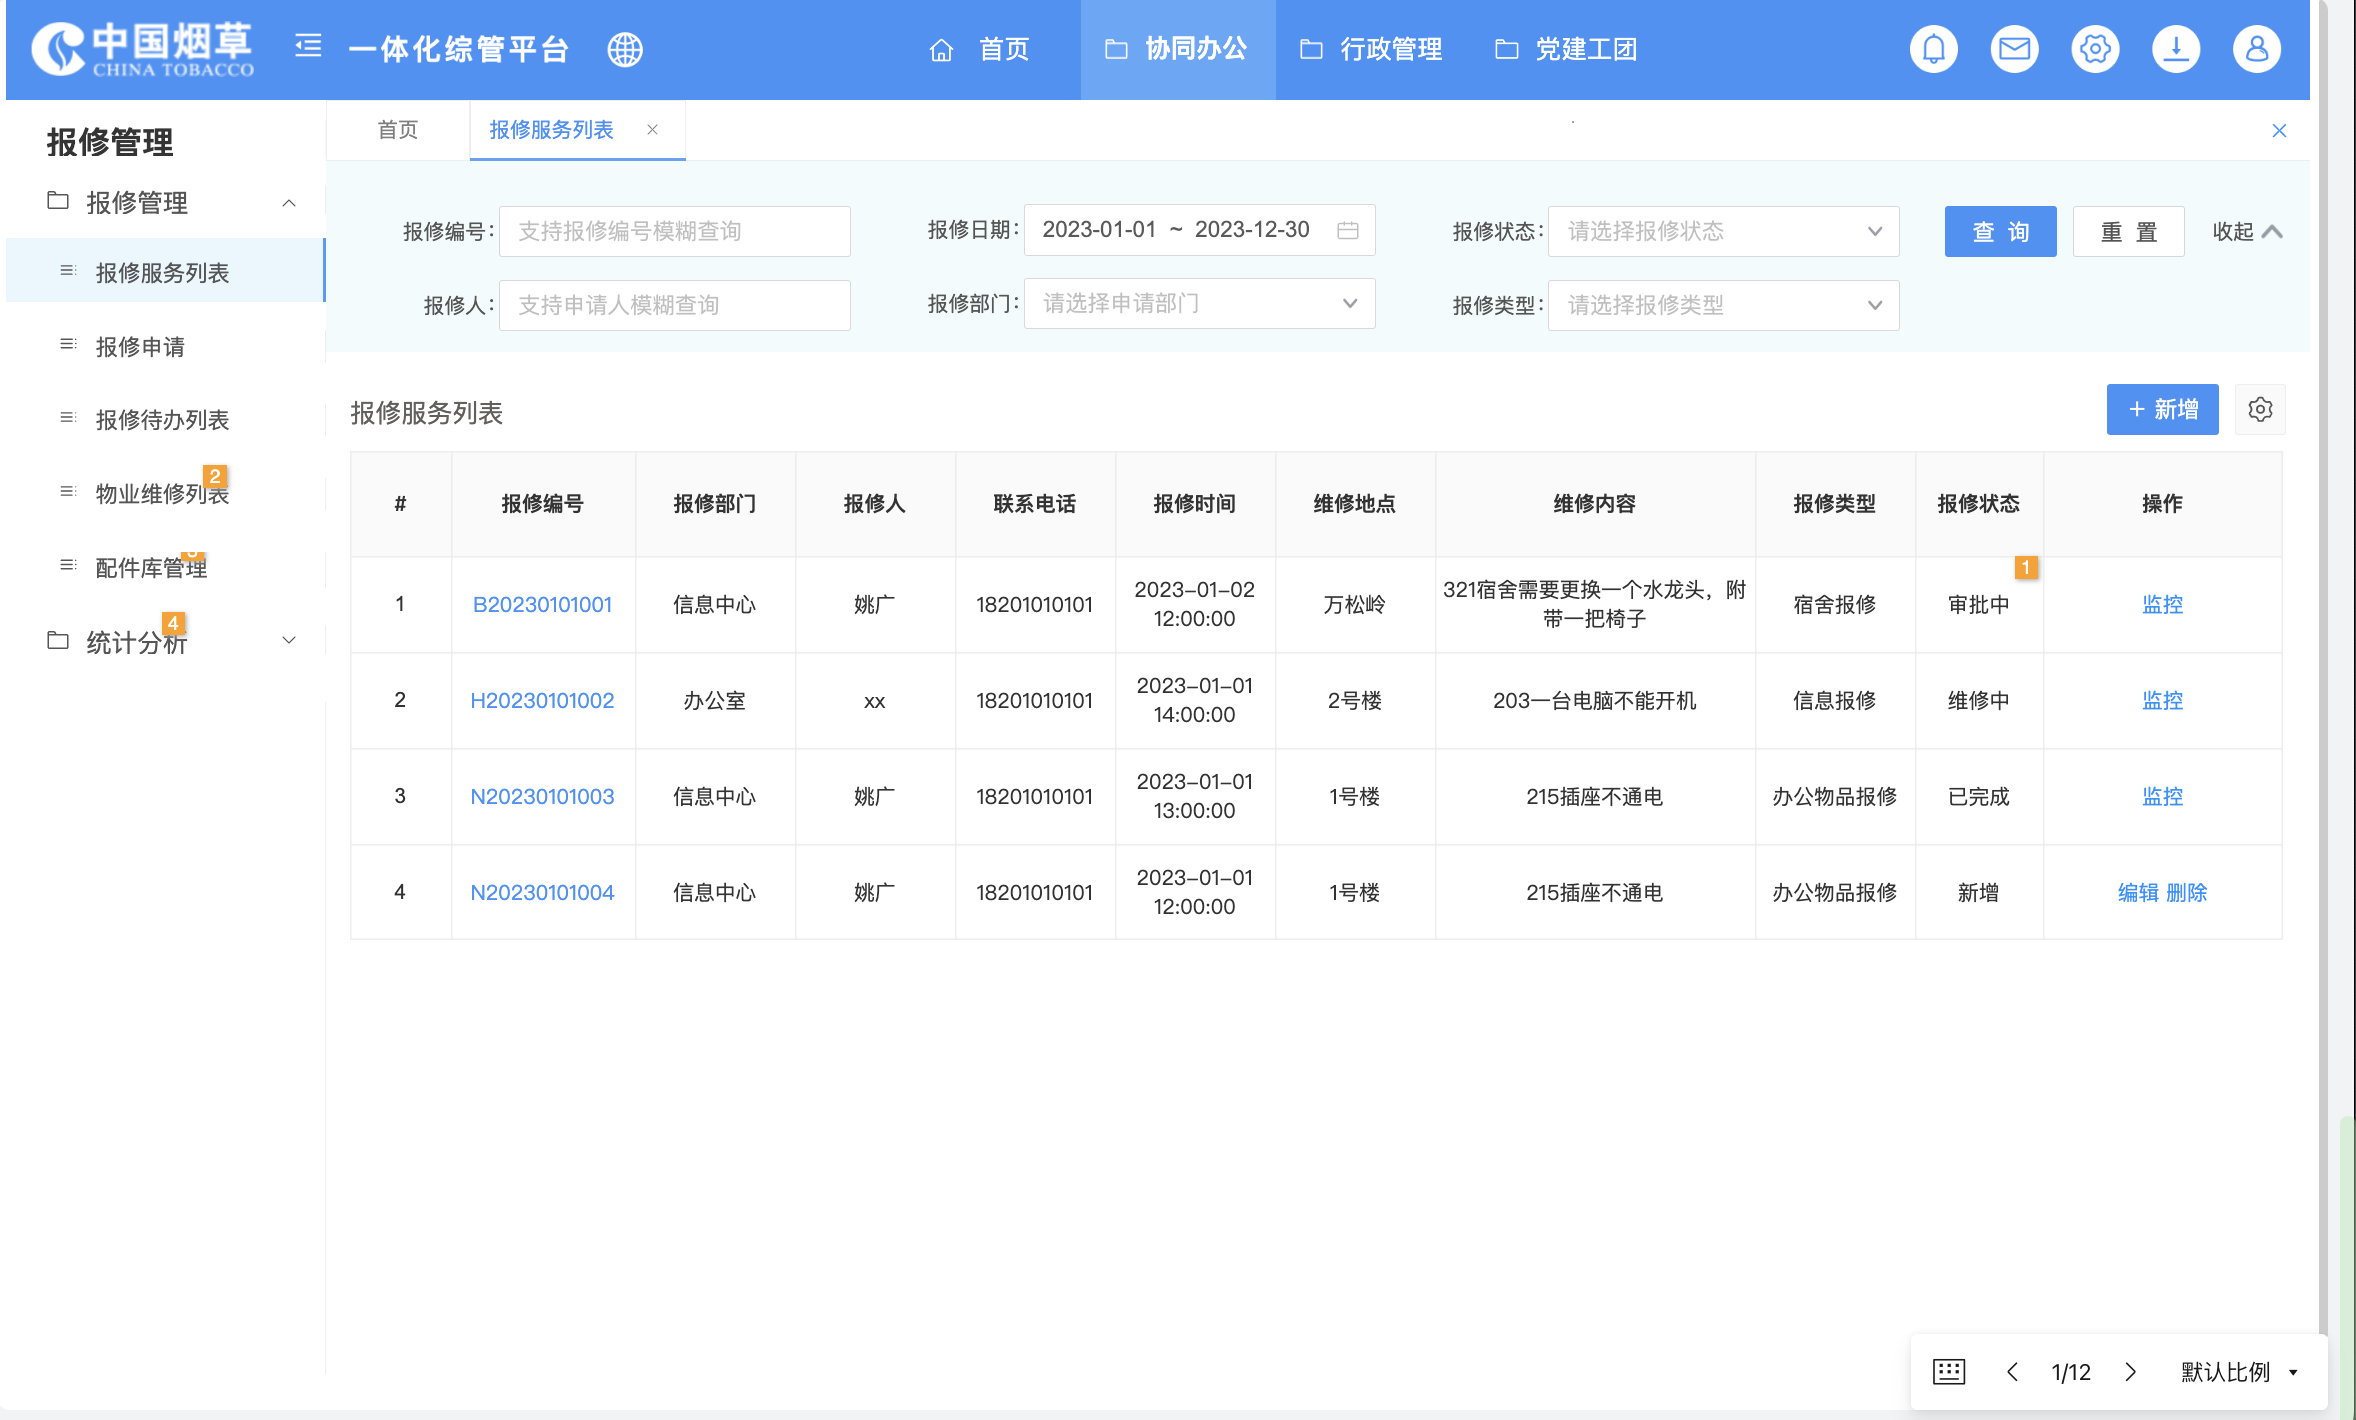 中国烟草
CHINA TOBACCO
一体化综管平台
首页
协同办公
行政管理
党建工团
报修管理
报修管理
报修服务列表
报修申请
报修待办列表
物业维修列表
2
配件库管理
统计分析
4
首页
报修服务列表
报修编号:
支持报修编号模糊查询
报修日期:
2023-01-01 ~ 2023-12-30
报修状态:
请选择报修状态
查 询
重 置
收起
报修人:
支持申请人模糊查询
报修部门:
请选择申请部门
报修类型:
请选择报修类型
报修服务列表
+ 新增
# 报修编号 报修部门 报修人 联系电话 报修时间 维修地点 维修内容 报修类型 报修状态 操作
1
1 B20230101001 信息中心 姚广 18201010101 2023-01-02 12:00:00 万松岭 321宿舍需要更换一个水龙头，附带一把椅子 宿舍报修 审批中 监控
2 H20230101002 办公室 xx 18201010101 2023-01-01 14:00:00 2号楼 203一台电脑不能开机 信息报修 维修中 监控
3 N20230101003 信息中心 姚广 18201010101 2023-01-01 13:00:00 1号楼 215插座不通电 办公物品报修 已完成 监控
4 N20230101004 信息中心 姚广 18201010101 2023-01-01 12:00:00 1号楼 215插座不通电 办公物品报修 新增 编辑 删除
1/12
默认比例